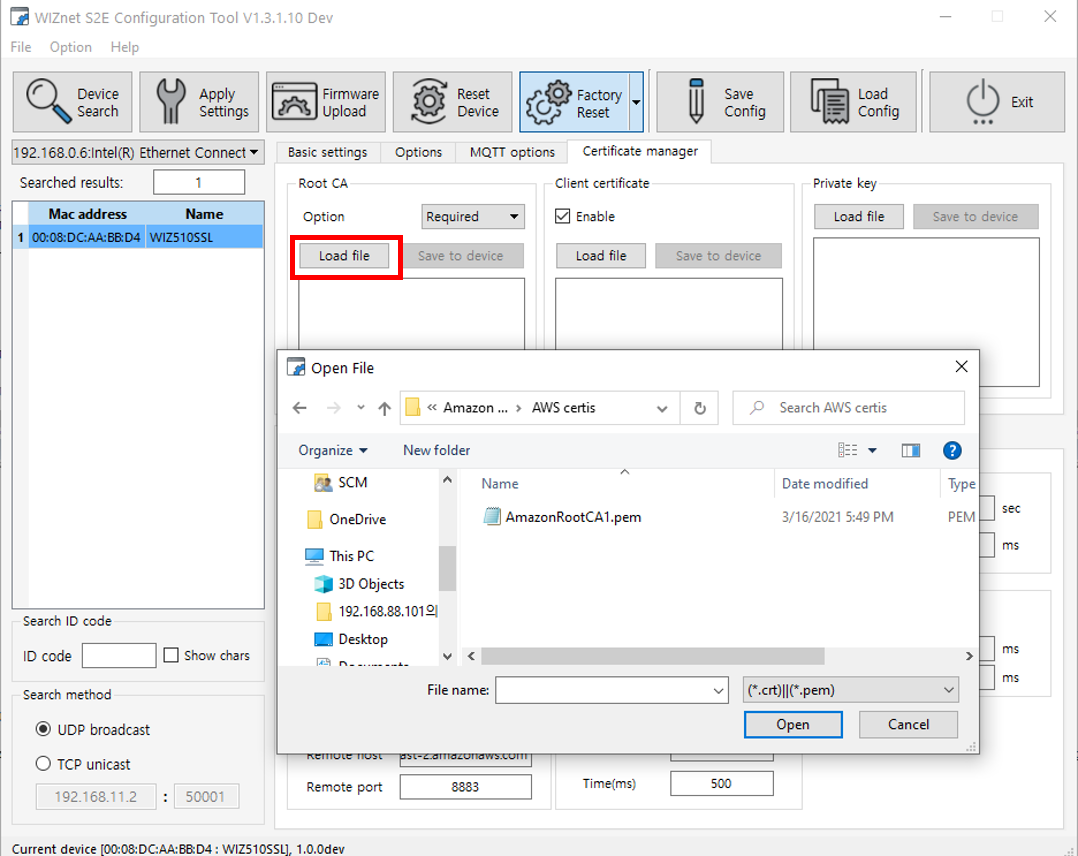 WIZnet S2E Configuration Tool V1.3.1.10 Dev
File Option Help
Device Search
Apply Settings
Firmware Upload
Reset Device
Factory Reset
Save Config
Load Config
Exit
192.168.0.6:Intel(R) Ethernet Connect
Searched results: 1
Mac address Name
1 00:08:DC:AA:BB:D4 WIZ510SSL
Basic settings Options MQTT options Certificate manager
Root CA
Option Required
Load file Save to device
Client certificate
Enable
Load file Save to device
Private key
Load file Save to device
Open File
« Amazon ... › AWS certis
Search AWS certis
Organize New folder
?
SCM
OneDrive
This PC
3D Objects
192.168.88.101의
Desktop
Documents
Name Date modified Type
AmazonRootCA1.pem 3/16/2021 5:49 PM PEM
File name:
(*.crt)||(*.pem)
Open Cancel
sec
ms
ms
ms
Search ID code
ID code Show chars
Search method
UDP broadcast
TCP unicast
192.168.11.2 : 50001
Remote host ast-2.amazonaws.com
Remote port 8883
Time(ms) 500
Current device [00:08:DC:AA:BB:D4 : WIZ510SSL], 1.0.0dev